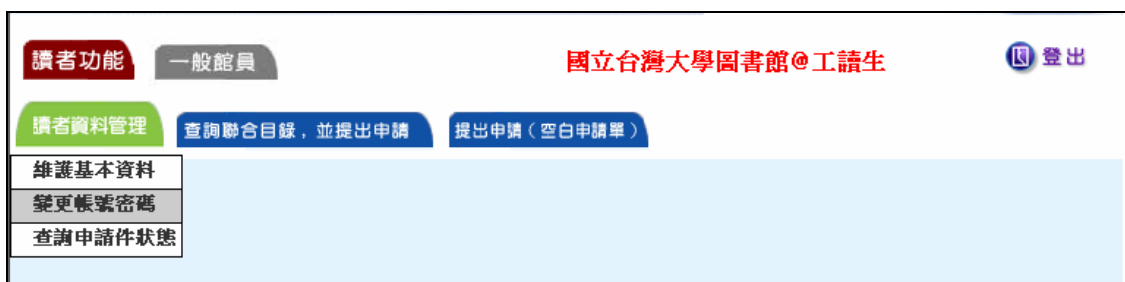 讀者功能 一般館員 國立台灣大學圖書館@工讀生 登出
讀者資料管理 查詢聯合目錄，並提出申請 提出申請（空白申請單）
維護基本資料
變更帳號密碼
查詢申請件狀態